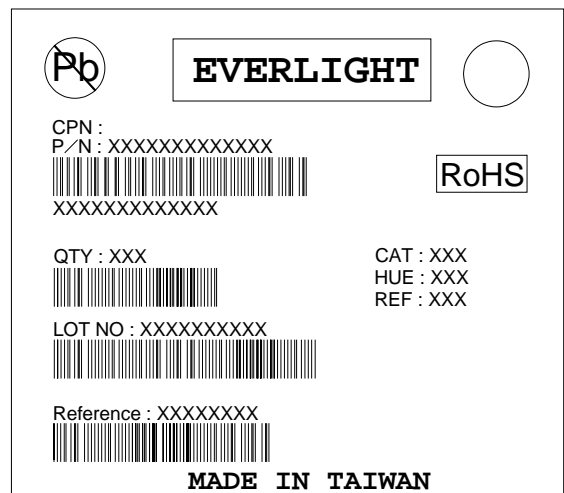 Pb
EVERLIGHT
CPN :
P/N : XXXXXXXXXXXXX
RoHS
XXXXXXXXXXXXX
QTY : XXX
CAT : XXX
HUE : XXX
REF : XXX
LOT NO : XXXXXXXXXX
Reference : XXXXXXXX
MADE IN TAIWAN